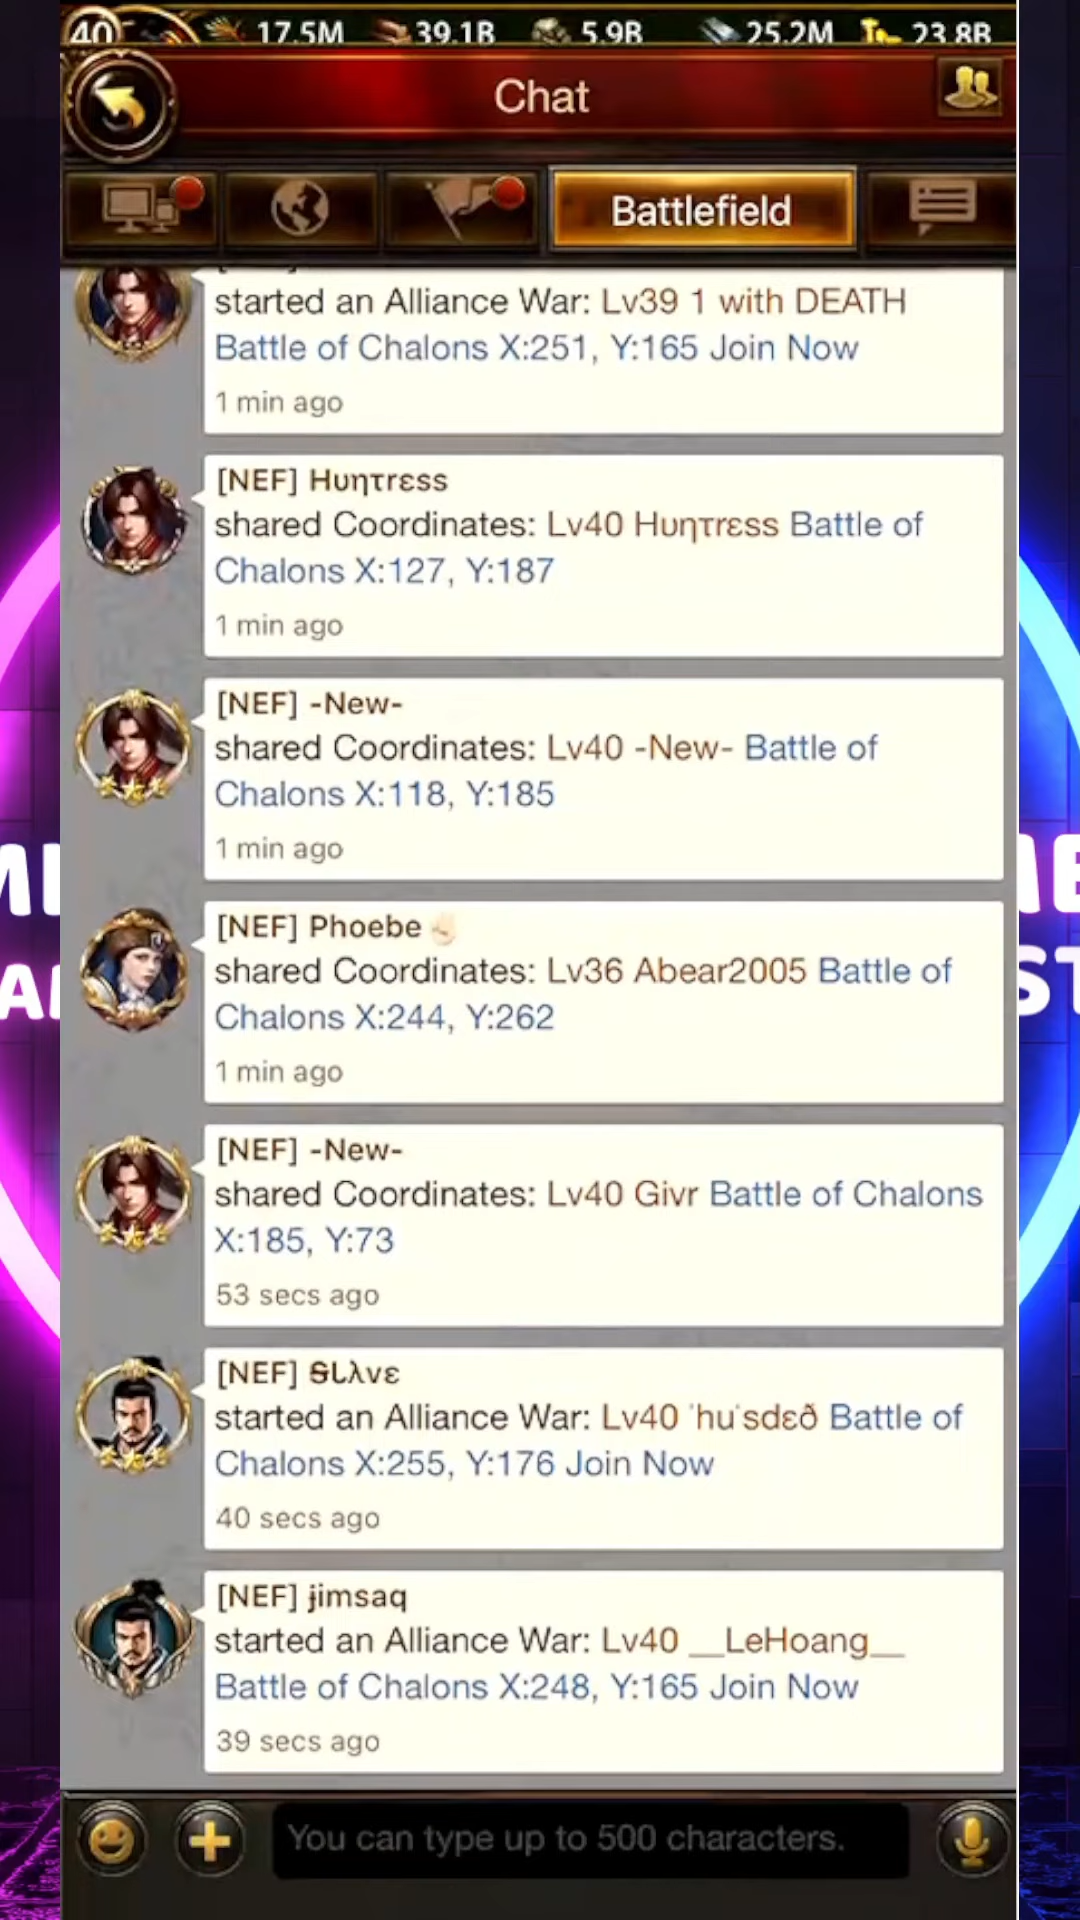 40 17.5M 39.1B 5.9B 25.2M 23.8B
Chat
Battlefield
started an Alliance War: Lv39 1 with DEATH
Battle of Chalons X:251, Y:165 Join Now
1 min ago
[NEF] Hυητrεss
shared Coordinates: Lv40 Hυητrεss Battle of
Chalons X:127, Y:187
1 min ago
[NEF] -New-
shared Coordinates: Lv40 -New- Battle of
Chalons X:118, Y:185
1 min ago
[NEF] Phoebe
shared Coordinates: Lv36 Abear2005 Battle of
Chalons X:244, Y:262
1 min ago
[NEF] -New-
shared Coordinates: Lv40 Givr Battle of Chalons
X:185, Y:73
53 secs ago
[NEF] ꞨԼλvε
started an Alliance War: Lv40 ˈhuˈsdεð Battle of
Chalons X:255, Y:176 Join Now
40 secs ago
[NEF] ɉimsaq
started an Alliance War: Lv40 __LeHoang__
Battle of Chalons X:248, Y:165 Join Now
39 secs ago
You can type up to 500 characters.